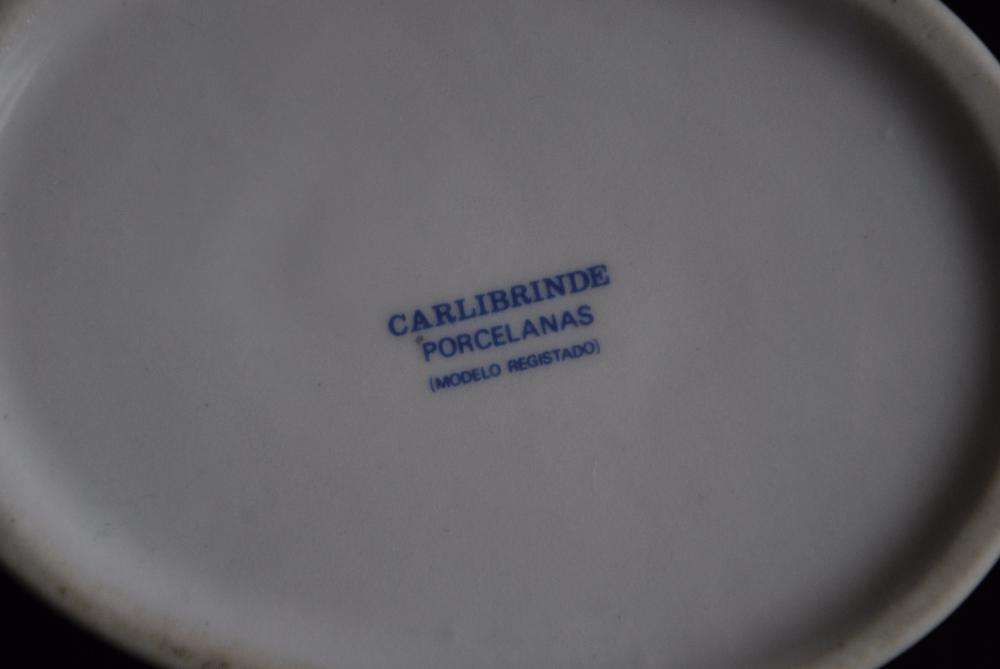 CARLIBRINDE
PORCELANAS
(MODELO REGISTADO)